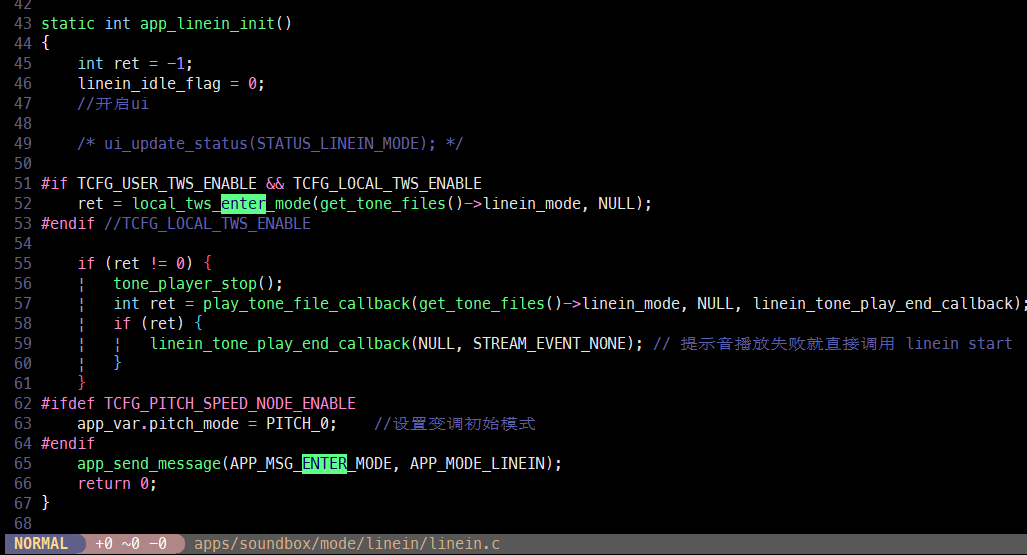 42
43 static int app_linein_init()
44 {
45     int ret = -1;
46     linein_idle_flag = 0;
47     //开启ui
48
49     /* ui_update_status(STATUS_LINEIN_MODE); */
50
51 #if TCFG_USER_TWS_ENABLE && TCFG_LOCAL_TWS_ENABLE
52     ret = local_tws_enter_mode(get_tone_files()->linein_mode, NULL);
53 #endif //TCFG_LOCAL_TWS_ENABLE
54
55     if (ret != 0) {
56     ¦   tone_player_stop();
57     ¦   int ret = play_tone_file_callback(get_tone_files()->linein_mode, NULL, linein_tone_play_end_callback);
58     ¦   if (ret) {
59     ¦   ¦   linein_tone_play_end_callback(NULL, STREAM_EVENT_NONE); // 提示音播放失败就直接调用 linein start
60     ¦   }
61     }
62 #ifdef TCFG_PITCH_SPEED_NODE_ENABLE
63     app_var.pitch_mode = PITCH_0;    //设置变调初始模式
64 #endif
65     app_send_message(APP_MSG_ENTER_MODE, APP_MODE_LINEIN);
66     return 0;
67 }
68
NORMAL +0 ~0 -0 apps/soundbox/mode/linein/linein.c